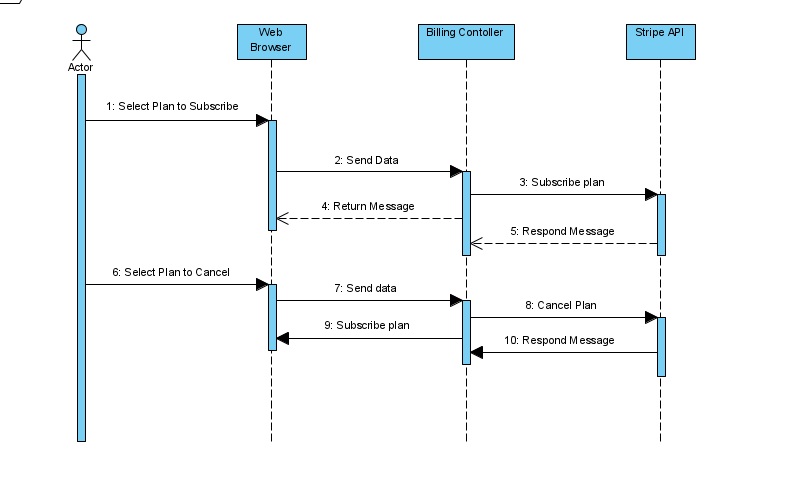 Web
Browser
Billing Contoller
Stripe API
Actor
1: Select Plan to Subscribe
2: Send Data
3: Subscribe plan
4: Return Message
5: Respond Message
6: Select Plan to Cancel
7: Send data
8: Cancel Plan
9: Subscribe plan
10: Respond Message